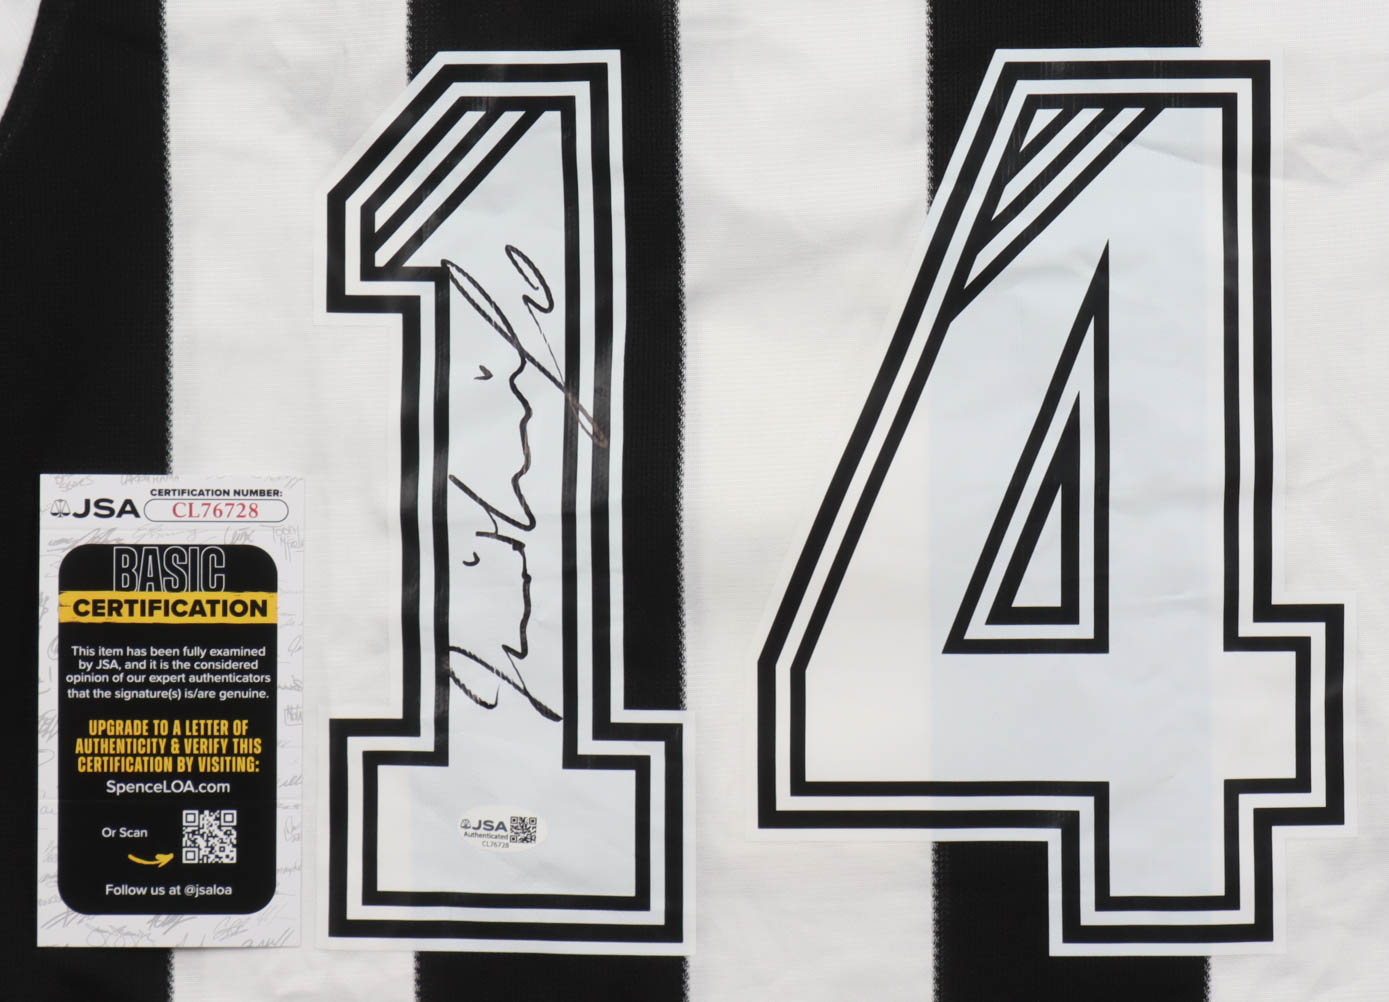 14
JSA
CERTIFICATION NUMBER:
CL76728
BASIC
CERTIFICATION
This item has been fully examined
by JSA, and it is the considered
opinion of our expert authenticators
that the signature(s) is/are genuine.
UPGRADE TO A LETTER OF
AUTHENTICITY & VERIFY THIS
CERTIFICATION BY VISITING:
SpenceLOA.com
Or Scan
Follow us at @jsaloa
JSA
Authenticated
CL76728